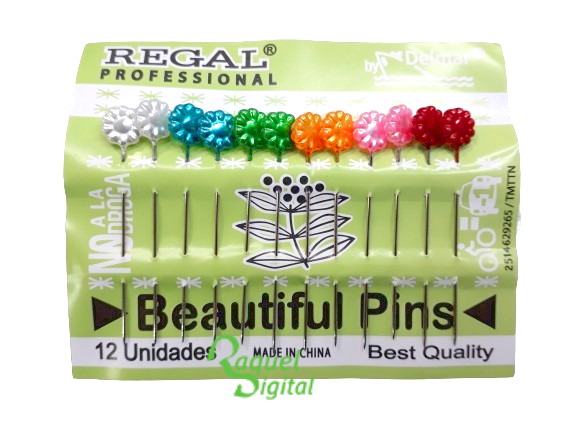 REGAL®
PROFESSIONAL
by Delmar
NO A LA
DROGA
2514629265 / TMTTN
Beautiful Pins
12 Unidades
MADE IN CHINA
Best Quality
Raquel
Digital